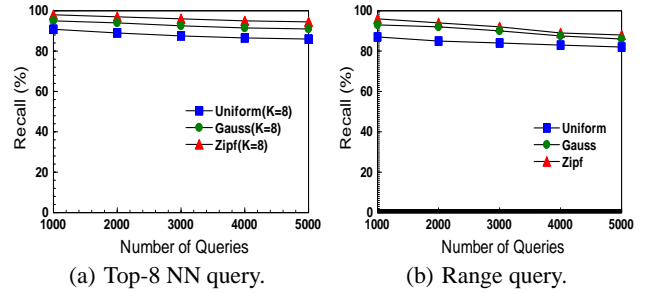 100
80
60
40
20
0
Recall (%)
Uniform(K=8)
Gauss(K=8)
Zipf(K=8)
1000 2000 3000 4000 5000
Number of Queries
(a) Top-8 NN query.
100
80
60
40
20
0
Recall (%)
Uniform
Gauss
Zipf
1000 2000 3000 4000 5000
Number of Queries
(b) Range query.